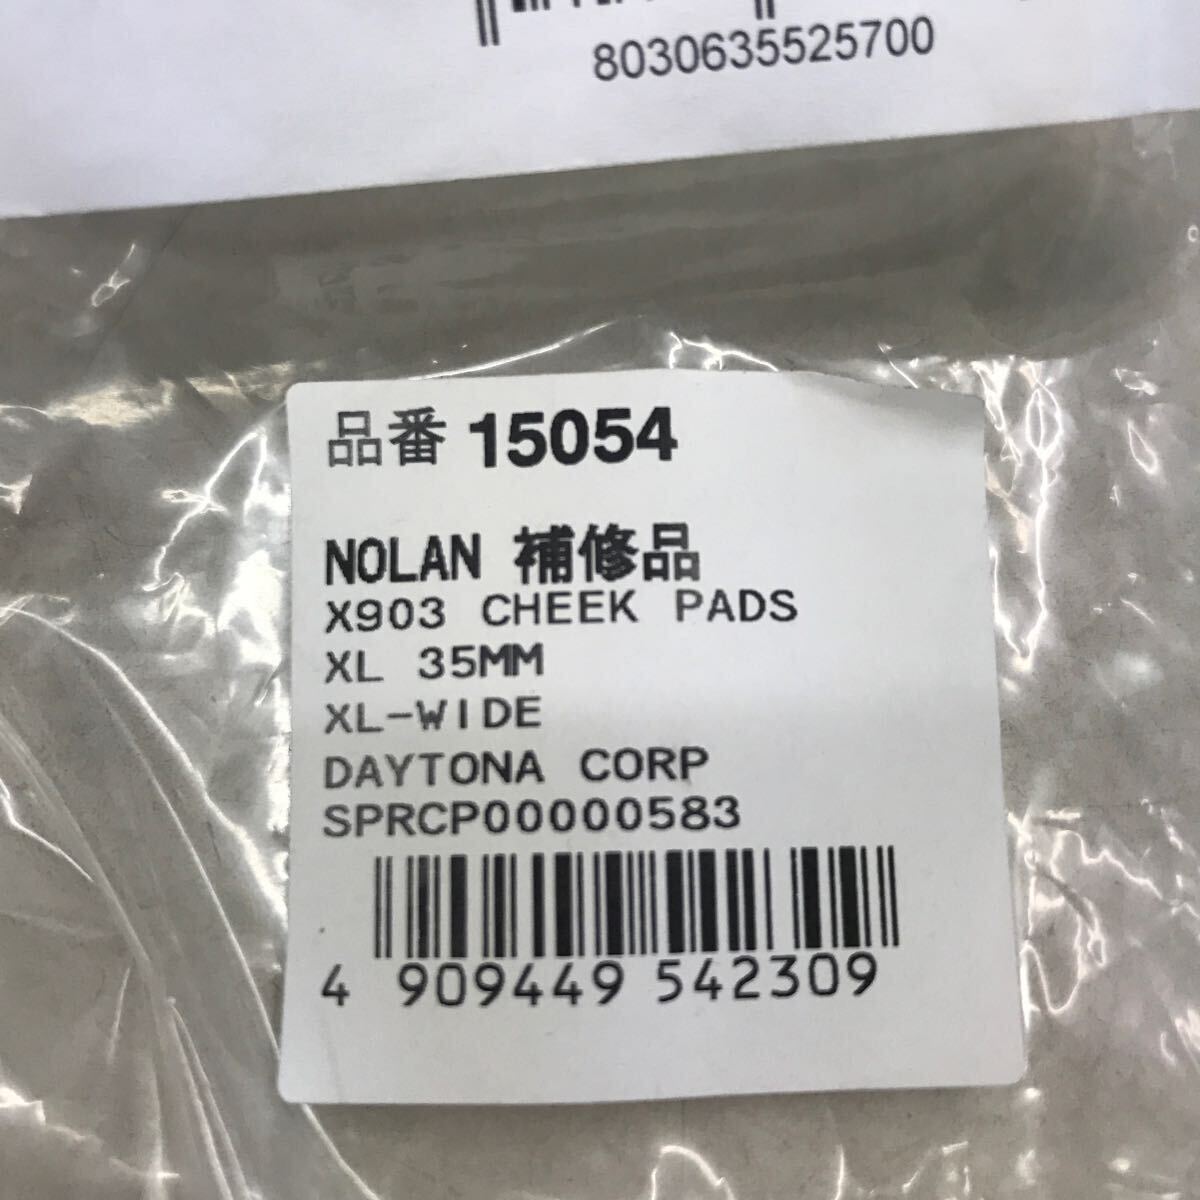 8030635525700
品番 15054
NOLAN 補修品
X903 CHEEK PADS
XL 35MM
XL-WIDE
DAYTONA CORP
SPRCP00000583
4 909449 542309